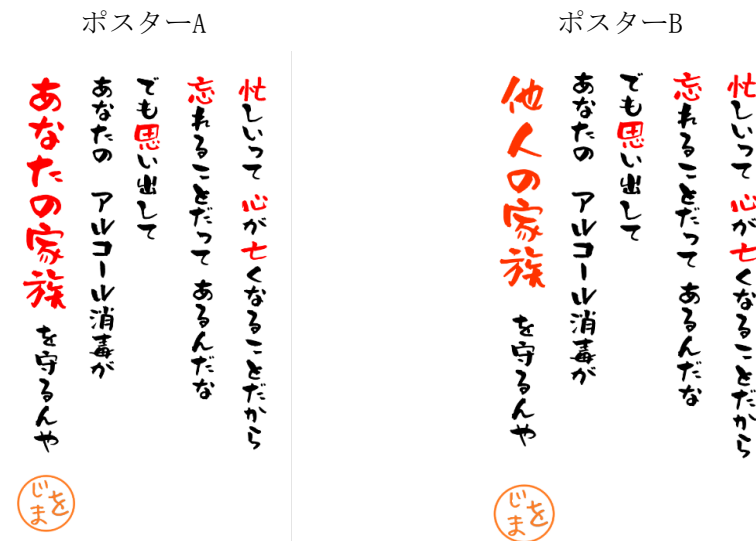 ポスターA
忙しいって 心が亡くなることだから
忘れることだって あるんだな
でも思い出して
あなたの アルコール消毒が
あなたの家族 を守るんや
をじま
ポスターB
忙しいって 心が亡くなることだから
忘れることだって あるんだな
でも思い出して
あなたの アルコール消毒が
他人の家族 を守るんや
をじま